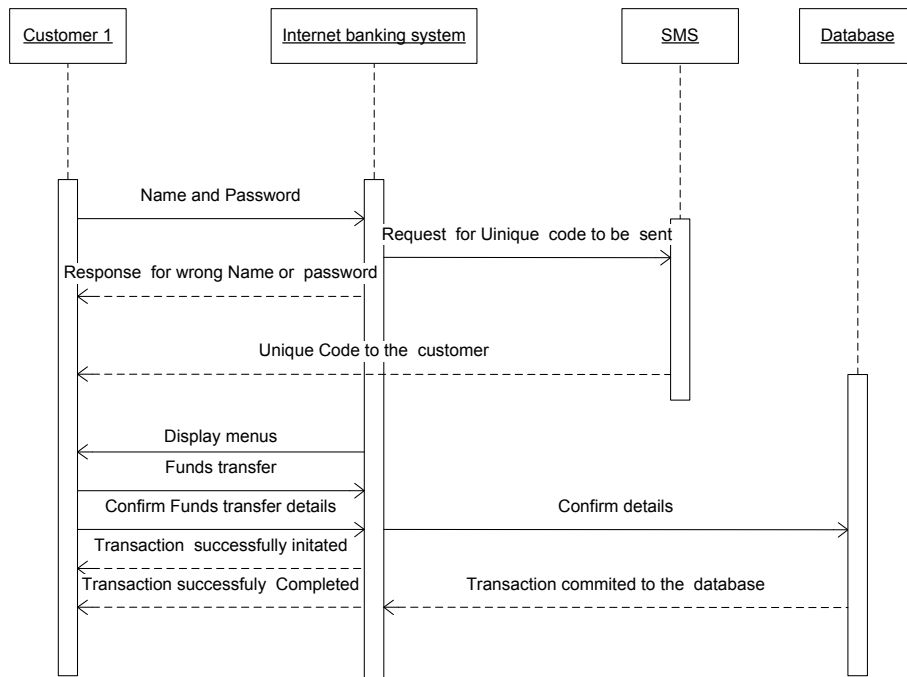 Customer 1
Internet banking system
SMS
Database
Name and Password
Request for Uinique code to be sent
Response for wrong Name or password
Unique Code to the customer
Display menus
Funds transfer
Confirm Funds transfer details
Confirm details
Transaction successfully initated
Transaction successfuly Completed
Transaction commited to the database